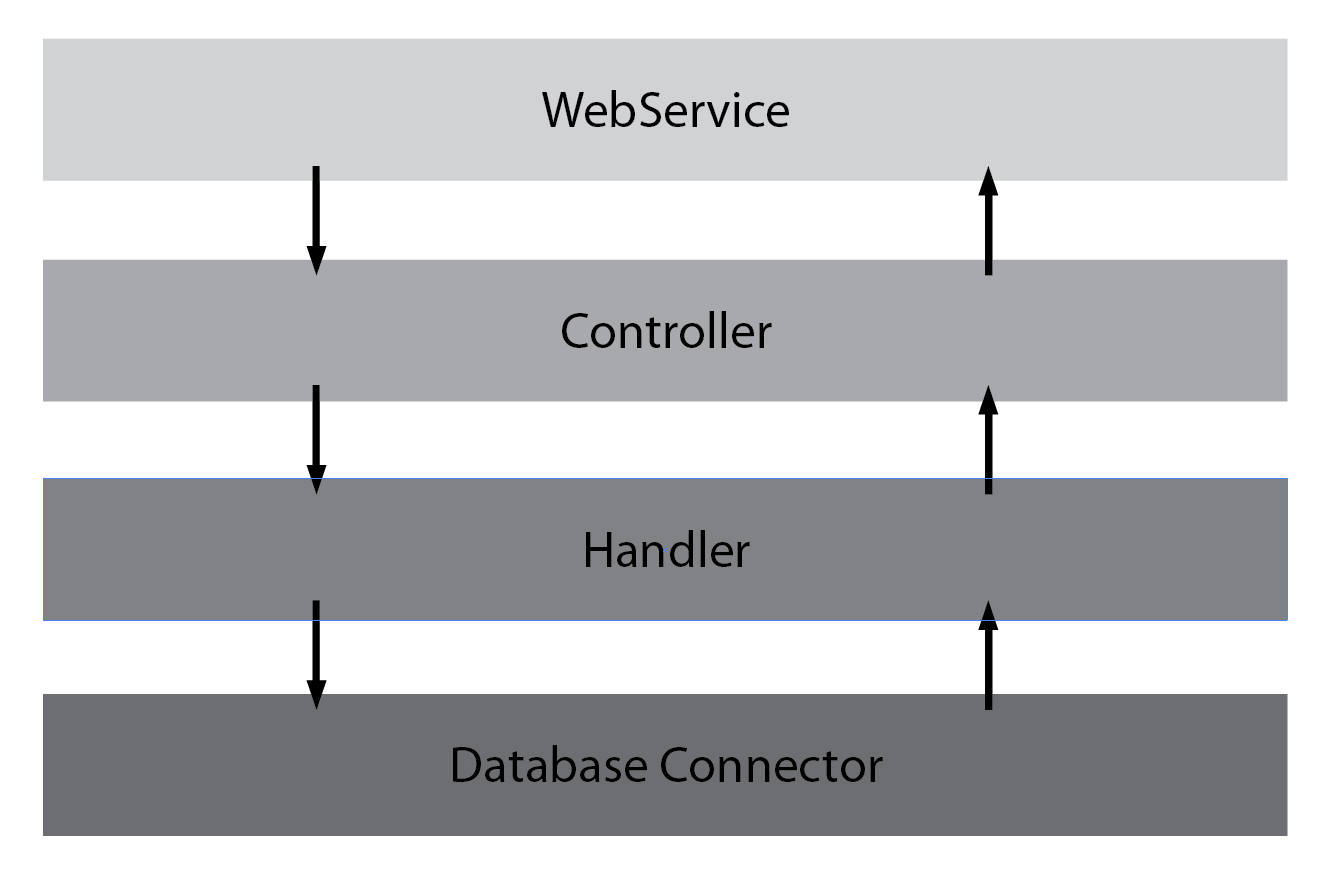 WebService
Controller
Handler
Database Connector